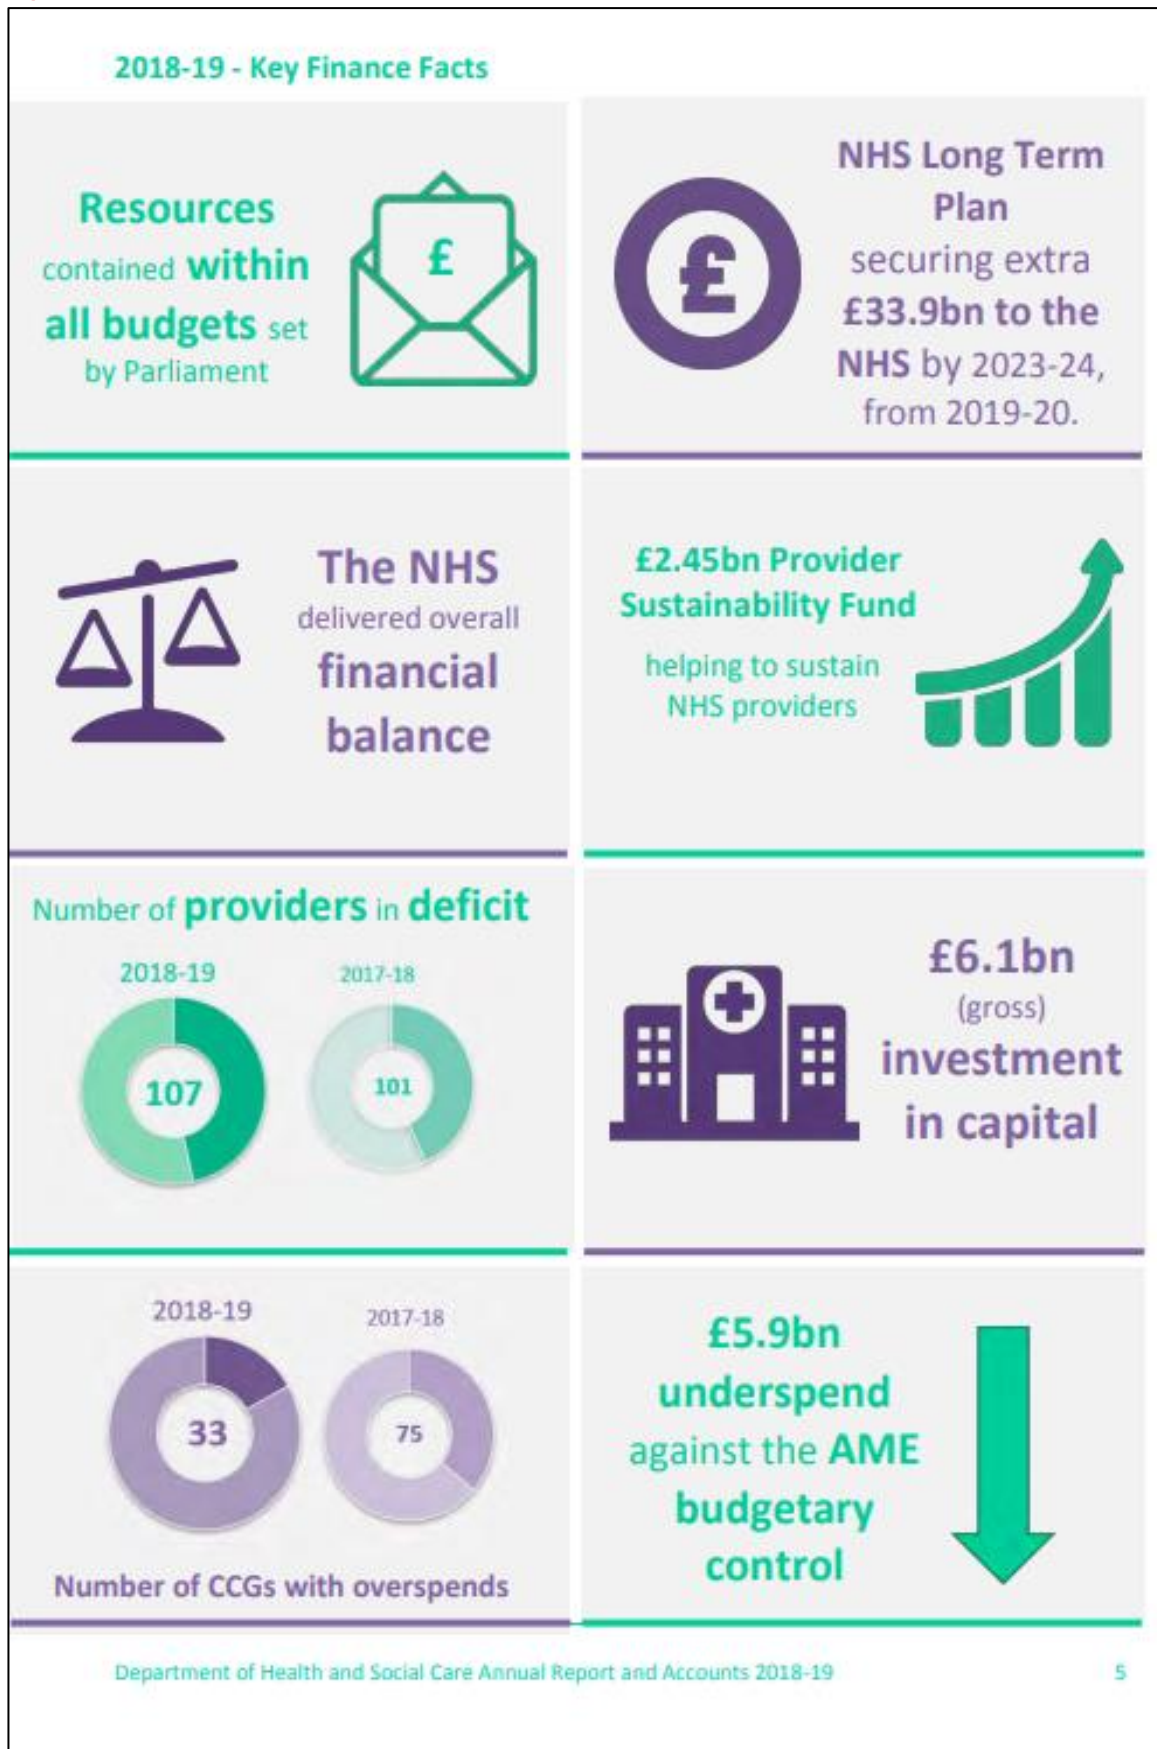 2018-19 - Key Finance Facts
Resources
contained within
all budgets set
by Parliament
£
£
NHS Long Term
Plan
securing extra
£33.9bn to the
NHS by 2023-24,
from 2019-20.
The NHS
delivered overall
financial
balance
£2.45bn Provider
Sustainability Fund
helping to sustain
NHS providers
Number of providers in deficit
2018-19
2017-18
107
101
£6.1bn
(gross)
investment
in capital
2018-19
2017-18
33
75
Number of CCGs with overspends
£5.9bn
underspend
against the AME
budgetary
control
Department of Health and Social Care Annual Report and Accounts 2018-19
5